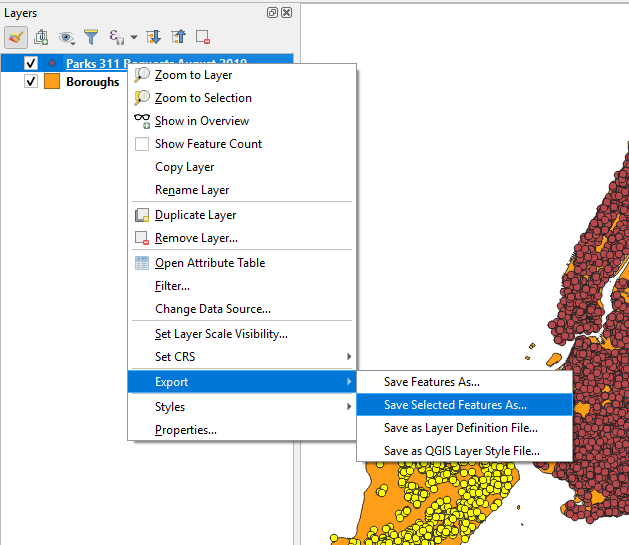 Layers
Parks 311 Requests August 2019
Boroughs
Zoom to Layer
Zoom to Selection
Show in Overview
Show Feature Count
Copy Layer
Rename Layer
Duplicate Layer
Remove Layer...
Open Attribute Table
Filter...
Change Data Source...
Set Layer Scale Visibility...
Set CRS
Export
Styles
Properties...
Save Features As...
Save Selected Features As...
Save as Layer Definition File...
Save as QGIS Layer Style File...